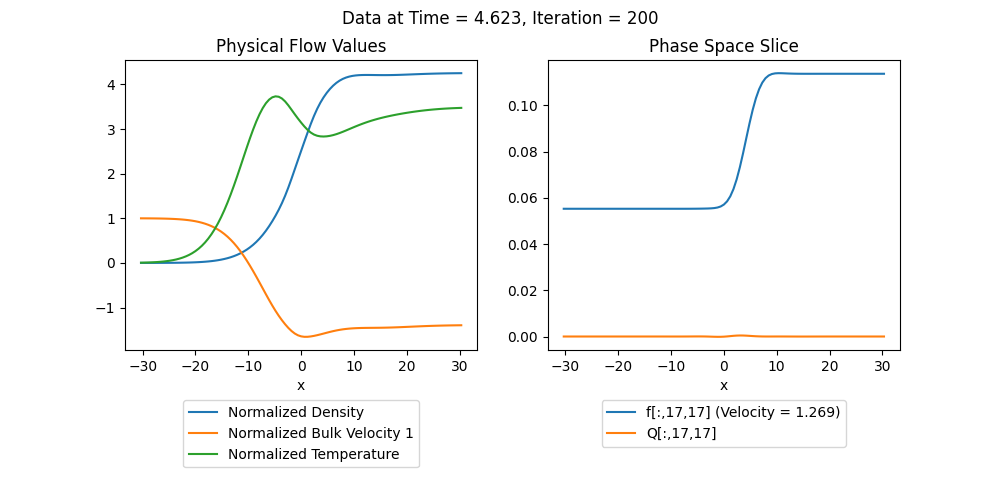 Data at Time = 4.623, Iteration = 200
Physical Flow Values
Phase Space Slice
4
3
2
1
0
−1
−30 −20 −10 0 10 20 30
x
0.10
0.08
0.06
0.04
0.02
0.00
−30 −20 −10 0 10 20 30
x
Normalized Density
Normalized Bulk Velocity 1
Normalized Temperature
f[:,17,17] (Velocity = 1.269)
Q[:,17,17]